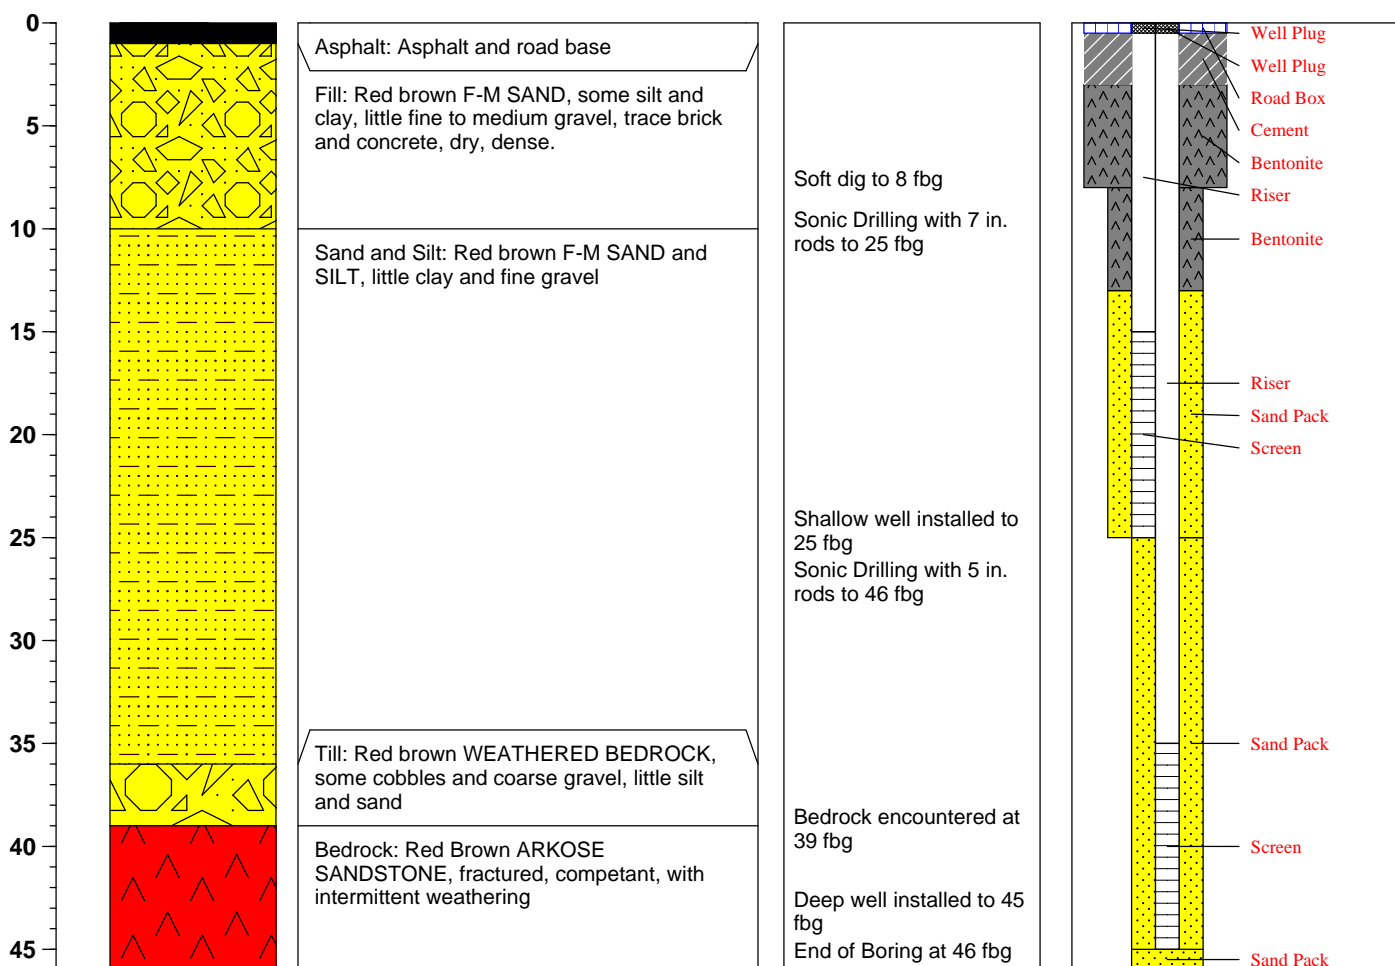 0
5
10
15
20
25
30
35
40
45
Asphalt: Asphalt and road base
Fill: Red brown F-M SAND, some silt and
clay, little fine to medium gravel, trace brick
and concrete, dry, dense.
Sand and Silt: Red brown F-M SAND and
SILT, little clay and fine gravel
Till: Red brown WEATHERED BEDROCK,
some cobbles and coarse gravel, little silt
and sand
Bedrock: Red Brown ARKOSE
SANDSTONE, fractured, competant, with
intermittent weathering
Soft dig to 8 fbg
Sonic Drilling with 7 in.
rods to 25 fbg
Shallow well installed to
25 fbg
Sonic Drilling with 5 in.
rods to 46 fbg
Bedrock encountered at
39 fbg
Deep well installed to 45
fbg
End of Boring at 46 fbg
Well Plug
Well Plug
Road Box
Cement
Bentonite
Riser
Bentonite
Riser
Sand Pack
Screen
Sand Pack
Screen
Sand Pack